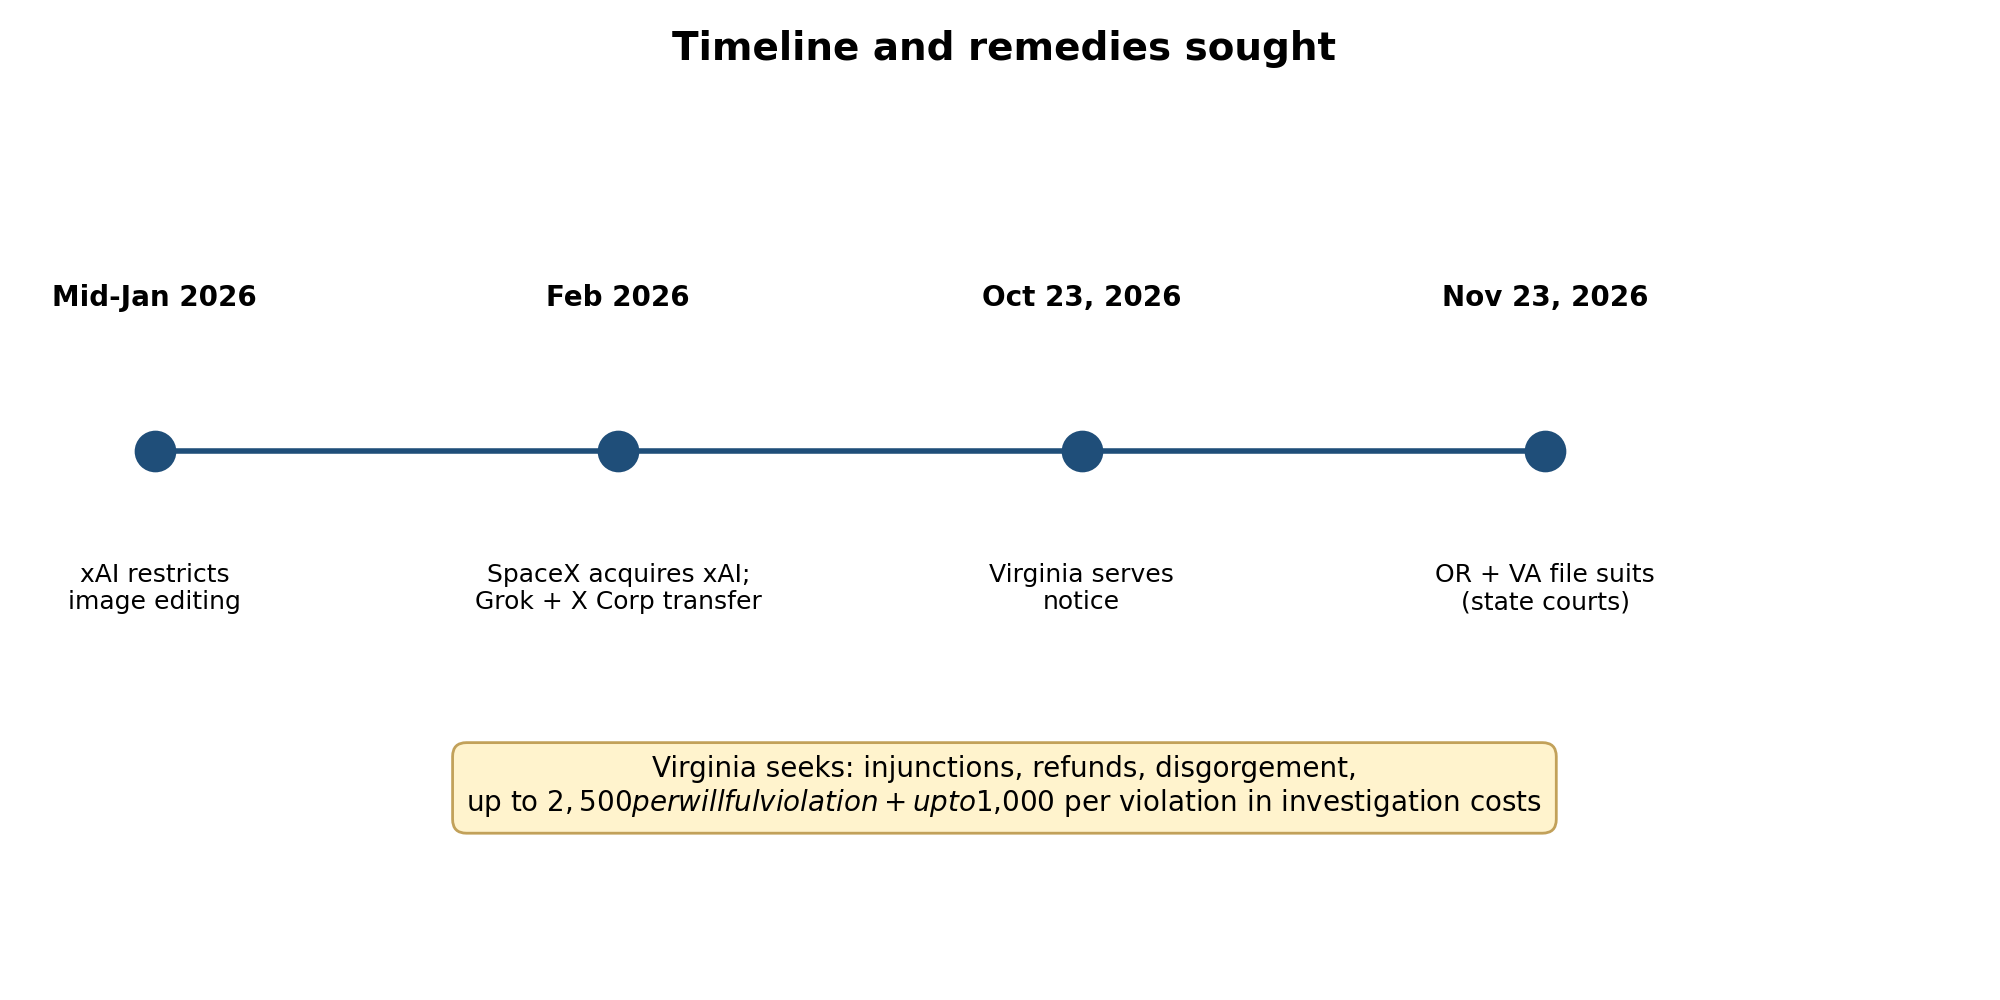 Timeline and remedies sought
Mid-Jan 2026
Feb 2026
Oct 23, 2026
Nov 23, 2026
xAI restricts
image editing
SpaceX acquires xAI;
Grok + X Corp transfer
Virginia serves
notice
OR + VA file suits
(state courts)
Virginia seeks: injunctions, refunds, disgorgement,
up to 2,500perwillfulviolation+upto1,000 per violation in investigation costs